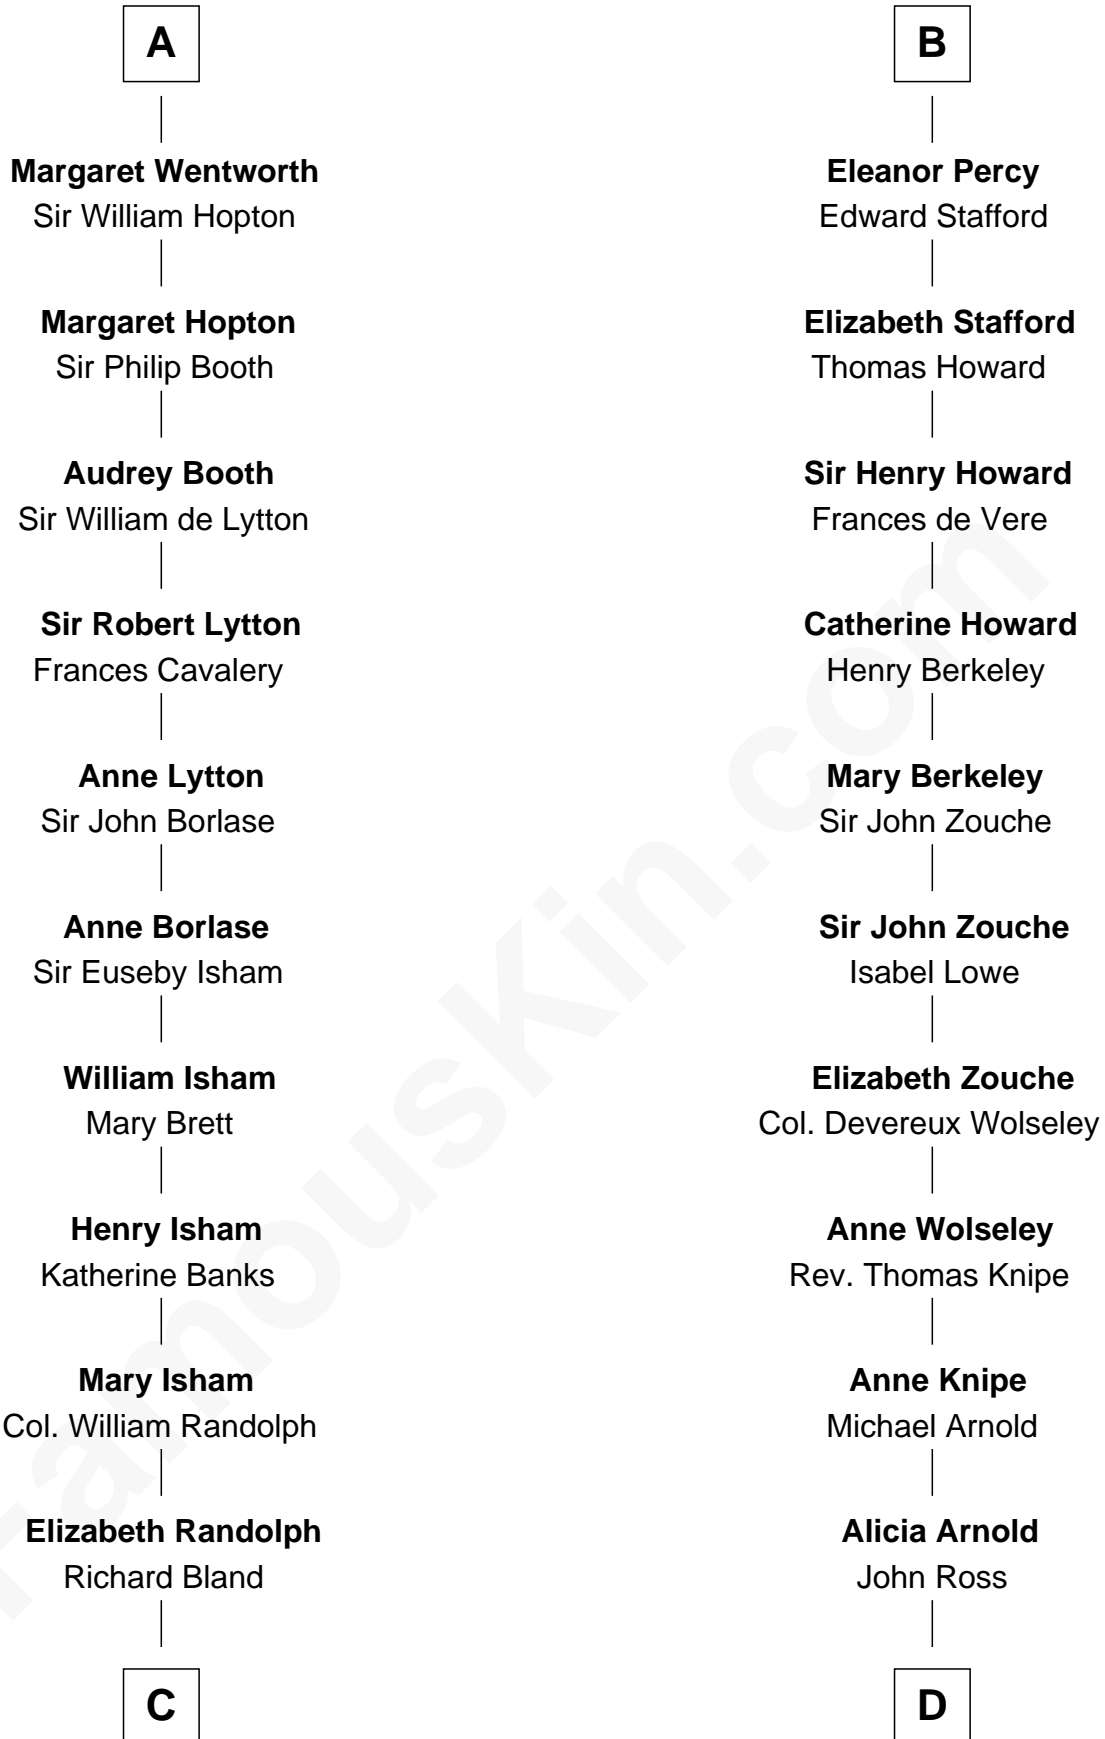 A
Margaret Wentworth
Sir William Hopton
Margaret Hopton
Sir Philip Booth
Audrey Booth
Sir William de Lytton
Sir Robert Lytton
Frances Cavalery
Anne Lytton
Sir John Borlase
Anne Borlase
Sir Euseby Isham
William Isham
Mary Brett
Henry Isham
Katherine Banks
Mary Isham
Col. William Randolph
Elizabeth Randolph
Richard Bland
C
B
Eleanor Percy
Edward Stafford
Elizabeth Stafford
Thomas Howard
Sir Henry Howard
Frances de Vere
Catherine Howard
Henry Berkeley
Mary Berkeley
Sir John Zouche
Sir John Zouche
Isabel Lowe
Elizabeth Zouche
Col. Devereux Wolseley
Anne Wolseley
Rev. Thomas Knipe
Anne Knipe
Michael Arnold
Alicia Arnold
John Ross
D
FamousKin.com